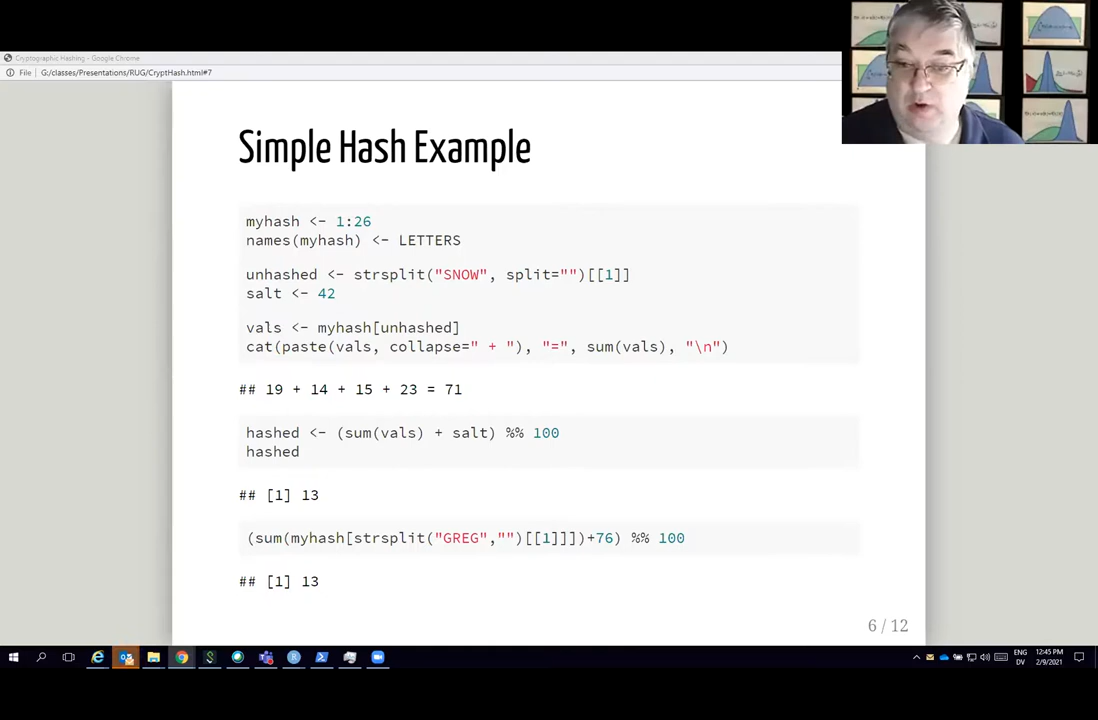 Cryptographic Hashing - Google Chrome
File G:/classes/Presentations/RUG/CryptHash.html#7
Simple Hash Example
myhash <- 1:26
names(myhash) <- LETTERS
unhashed <- strsplit("SNOW", split="")[[1]]
salt <- 42
vals <- myhash[unhashed]
cat(paste(vals, collapse=" + "), "=", sum(vals), "\n")
## 19 + 14 + 15 + 23 = 71
hashed <- (sum(vals) + salt) %% 100
hashed
## [1] 13
(sum(myhash[strsplit("GREG","")[[1]]])+76) %% 100
## [1] 13
6 / 12
ENG
DV
12:45 PM
2/9/2021